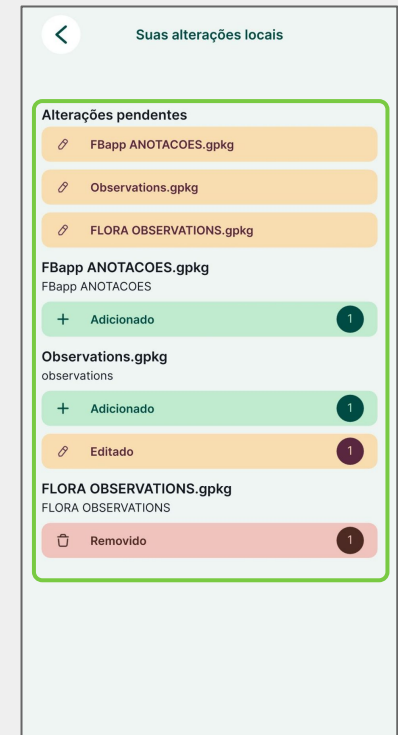 Suas alterações locais
Alterações pendentes
FBapp ANOTACOES.gpkg
Observations.gpkg
FLORA OBSERVATIONS.gpkg
FBapp ANOTACOES.gpkg
FBapp ANOTACOES
Adicionado 1
Observations.gpkg
observations
Adicionado 1
Editado 1
FLORA OBSERVATIONS.gpkg
FLORA OBSERVATIONS
Removido 1